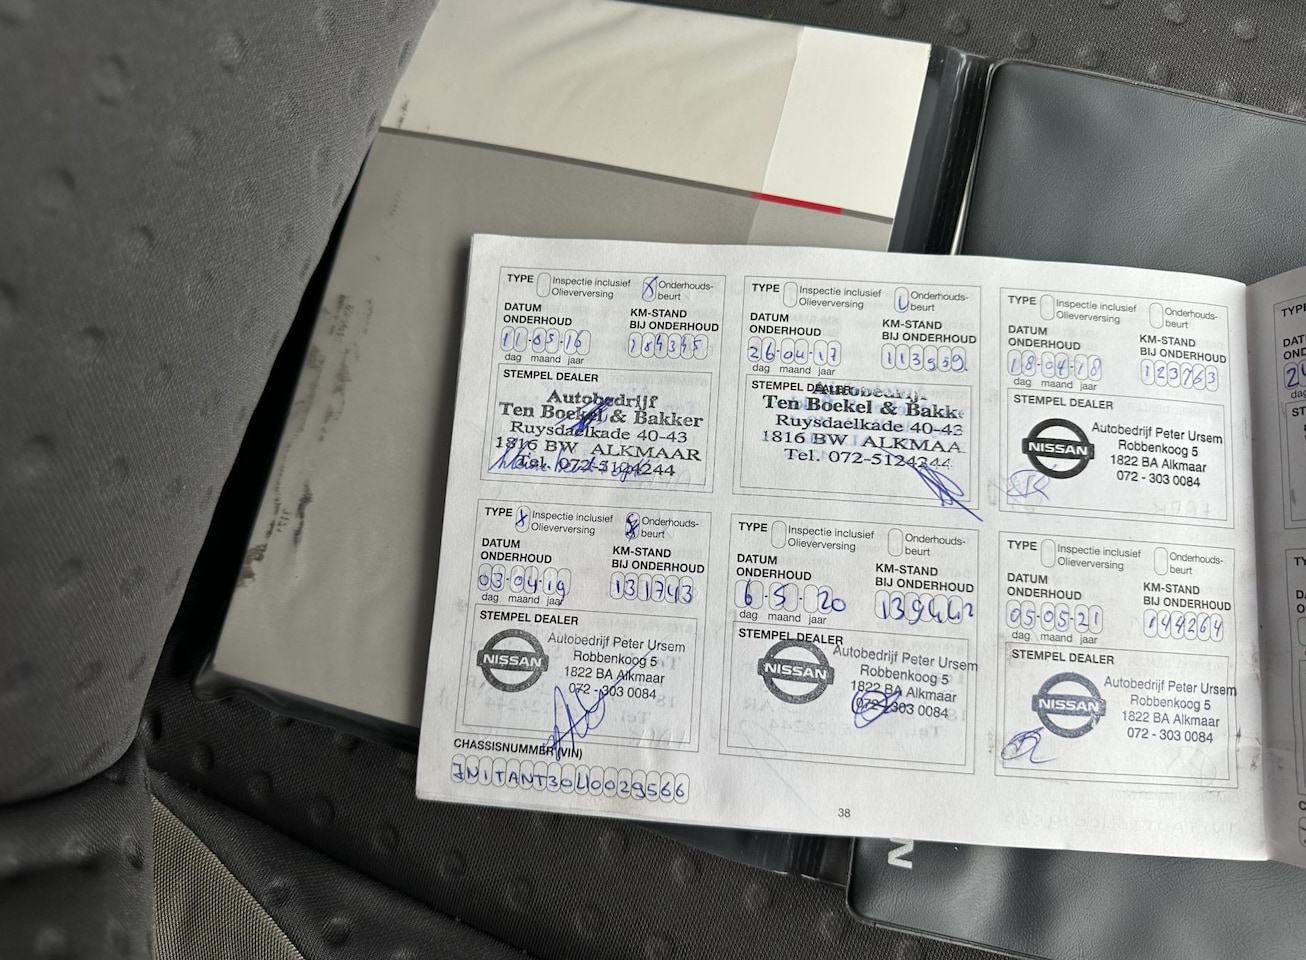 TYPE Inspectie inclusief Olieverversing X Onderhouds-beurt
DATUM ONDERHOUD
KM-STAND BIJ ONDERHOUD
11-05-16
dag maand jaar
STEMPEL DEALER
Autobedrijf
Ten Boekel & Bakker
Ruysdaelkade 40-43
1816 BW ALKMAAR
Tel. 072-5124244
TYPE Inspectie inclusief Olieverversing Onderhouds-beurt
DATUM ONDERHOUD
KM-STAND BIJ ONDERHOUD
26-04-17 113959
dag maand jaar
STEMPEL DEALER
Autobedrijf
Ten Boekel & Bakke
Ruysdaelkade 40-43
1816 BW ALKMAA
Tel. 072-5124244
TYPE Inspectie inclusief Olieverversing Onderhouds-beurt
DATUM ONDERHOUD
KM-STAND BIJ ONDERHOUD
18-04-18 123763
dag maand jaar
STEMPEL DEALER
NISSAN
Autobedrijf Peter Ursem
Robbenkoog 5
1822 BA Alkmaar
072 - 303 0084
TYPE X Inspectie inclusief Olieverversing Onderhouds-beurt
DATUM ONDERHOUD
KM-STAND BIJ ONDERHOUD
03-04-19 131743
dag maand jaar
STEMPEL DEALER
NISSAN
Autobedrijf Peter Ursem
Robbenkoog 5
1822 BA Alkmaar
072 - 303 0084
TYPE Inspectie inclusief Olieverversing Onderhouds-beurt
DATUM ONDERHOUD
KM-STAND BIJ ONDERHOUD
6-5-20 139442
dag maand jaar
STEMPEL DEALER
NISSAN
Autobedrijf Peter Ursem
Robbenkoog 5
1822 BA Alkmaar
072 - 303 0084
TYPE Inspectie inclusief Olieverversing Onderhouds-beurt
DATUM ONDERHOUD
KM-STAND BIJ ONDERHOUD
05-05-21 144264
dag maand jaar
STEMPEL DEALER
NISSAN
Autobedrijf Peter Ursem
Robbenkoog 5
1822 BA Alkmaar
072 - 303 0084
CHASSISNUMMER (VIN)
JN1TANT30U0029566
38
N